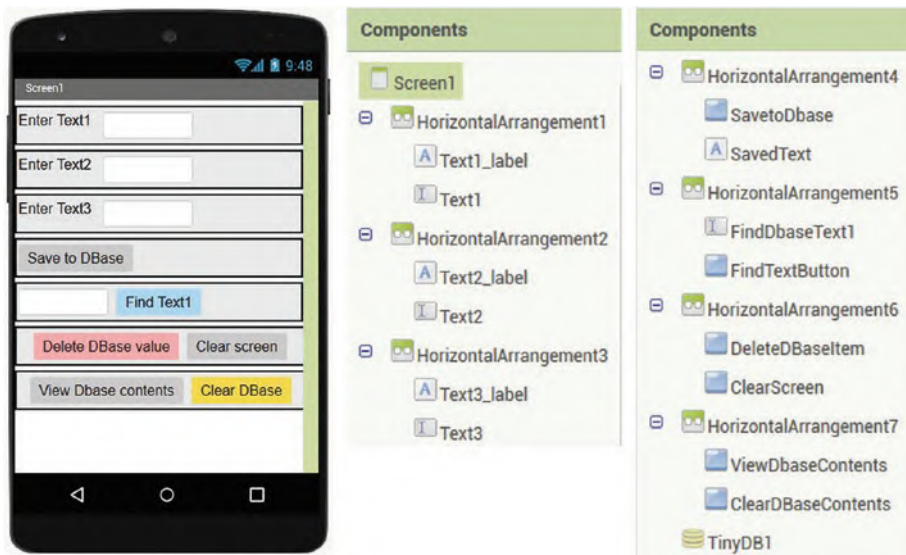 9:48
Screen1
Enter Text1
Enter Text2
Enter Text3
Save to DBase
Find Text1
Delete DBase value Clear screen
View Dbase contents Clear DBase
Components
Screen1
HorizontalArrangement1
A Text1_label
Text1
HorizontalArrangement2
A Text2_label
Text2
HorizontalArrangement3
A Text3_label
Text3
Components
HorizontalArrangement4
SavetoDbase
A SavedText
HorizontalArrangement5
FindDbaseText1
FindTextButton
HorizontalArrangement6
DeleteDBaseItem
ClearScreen
HorizontalArrangement7
ViewDbaseContents
ClearDBaseContents
TinyDB1